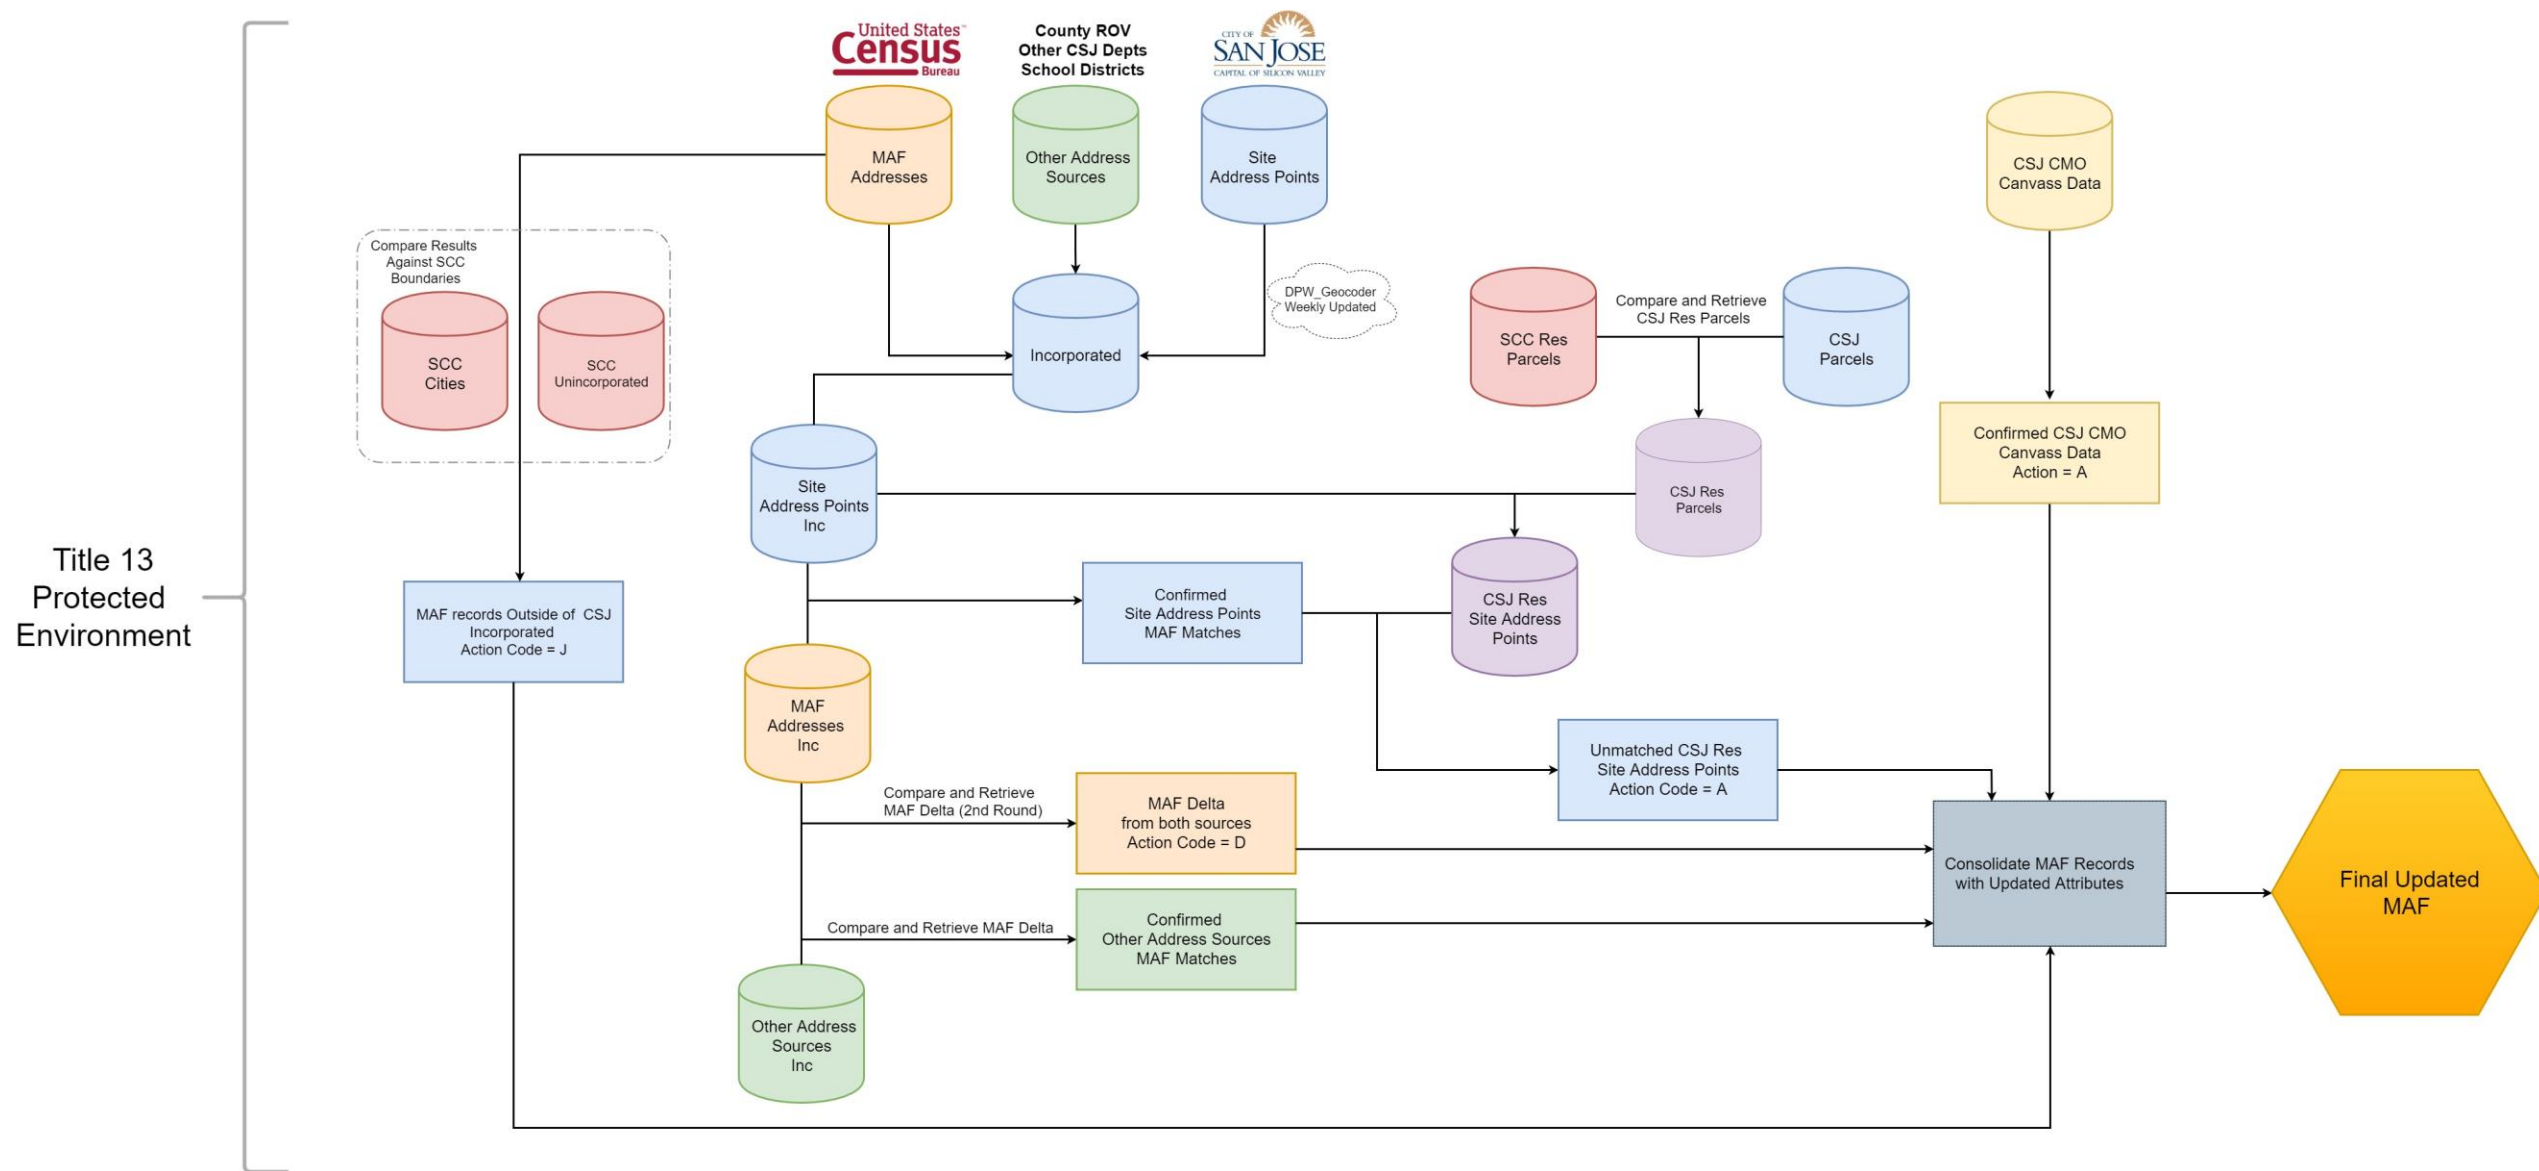 United States
Census
Bureau
County ROV
Other CSJ Depts
School Districts
CITY OF
SAN JOSE
CAPITAL OF SILICON VALLEY
MAF
Addresses
Other Address
Sources
Site
Address Points
CSJ CMO
Canvass Data
Compare Results
Against SCC
Boundaries
SCC
Cities
SCC
Unincorporated
Incorporated
DPW_Geocoder
Weekly Updated
SCC Res
Parcels
Compare and Retrieve
CSJ Res Parcels
CSJ
Parcels
Confirmed CSJ CMO
Canvass Data
Action = A
Site
Address Points
Inc
CSJ Res
Parcels
Title 13
Protected
Environment
MAF records Outside of CSJ
Incorporated
Action Code = J
Confirmed
Site Address Points
MAF Matches
CSJ Res
Site Address
Points
MAF
Addresses
Inc
Unmatched CSJ Res
Site Address Points
Action Code = A
Compare and Retrieve
MAF Delta (2nd Round)
MAF Delta
from both sources
Action Code = D
Consolidate MAF Records
with Updated Attributes
Final Updated
MAF
Compare and Retrieve MAF Delta
Confirmed
Other Address Sources
MAF Matches
Other Address
Sources
Inc